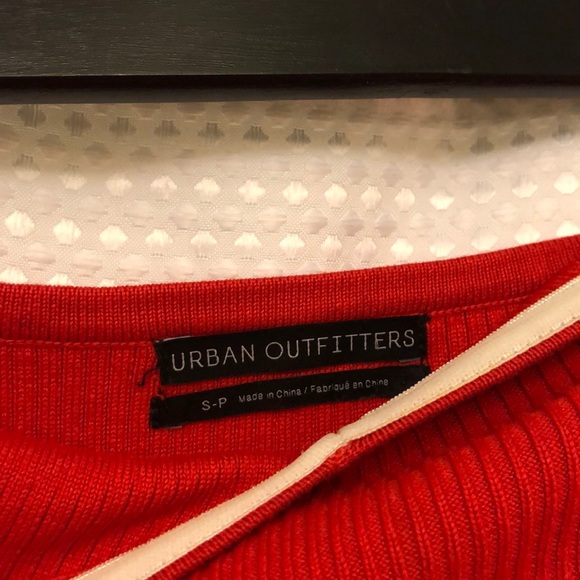 URBAN OUTFITTERS
S-P Made in China / Fabriqué en Chine